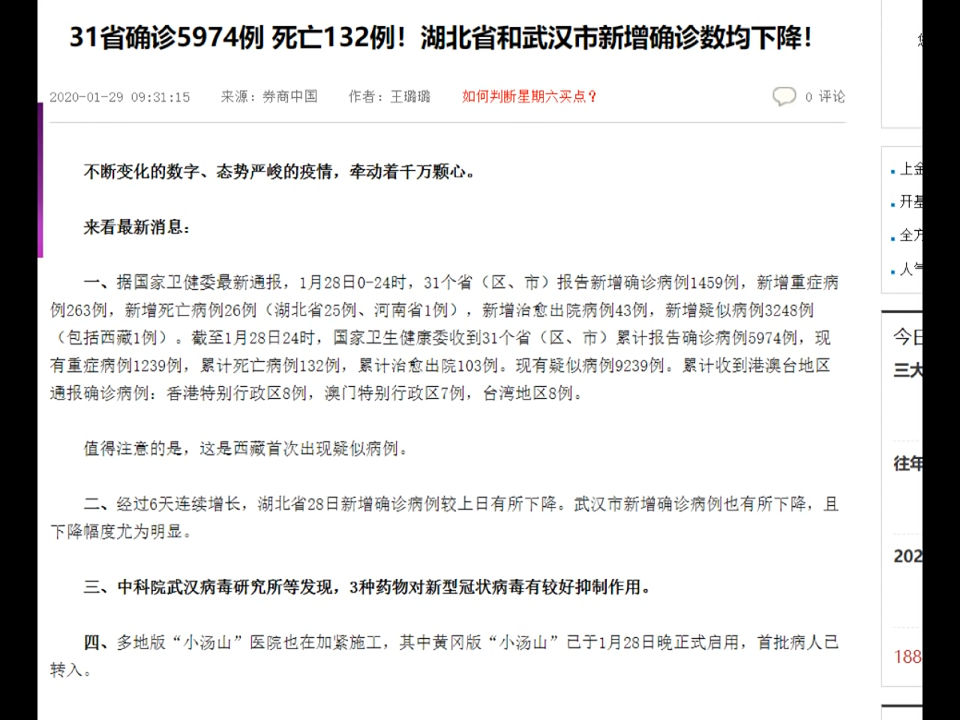 31省确诊5974例 死亡132例！湖北省和武汉市新增确诊数均下降！
2020-01-29 09:31:15 来源：券商中国 作者：王璐璐 如何判断星期六买点？ 0 评论
不断变化的数字、态势严峻的疫情，牵动着千万颗心。
来看最新消息：
一、据国家卫健委最新通报，1月28日0-24时，31个省（区、市）报告新增确诊病例1459例，新增重症病
例263例，新增死亡病例26例（湖北省25例、河南省1例），新增治愈出院病例43例，新增疑似病例3248例
（包括西藏1例）。截至1月28日24时，国家卫生健康委收到31个省（区、市）累计报告确诊病例5974例，现
有重症病例1239例，累计死亡病例132例，累计治愈出院103例。现有疑似病例9239例。累计收到港澳台地区
通报确诊病例：香港特别行政区8例，澳门特别行政区7例，台湾地区8例。
值得注意的是，这是西藏首次出现疑似病例。
二、经过6天连续增长，湖北省28日新增确诊病例较上日有所下降。武汉市新增确诊病例也有所下降，且
下降幅度尤为明显。
三、中科院武汉病毒研究所等发现，3种药物对新型冠状病毒有较好抑制作用。
四、多地版“小汤山”医院也在加紧施工，其中黄冈版“小汤山”已于1月28日晚正式启用，首批病人已
转入。
上金
开基
全方
人气
今日
三大
往年
202
188